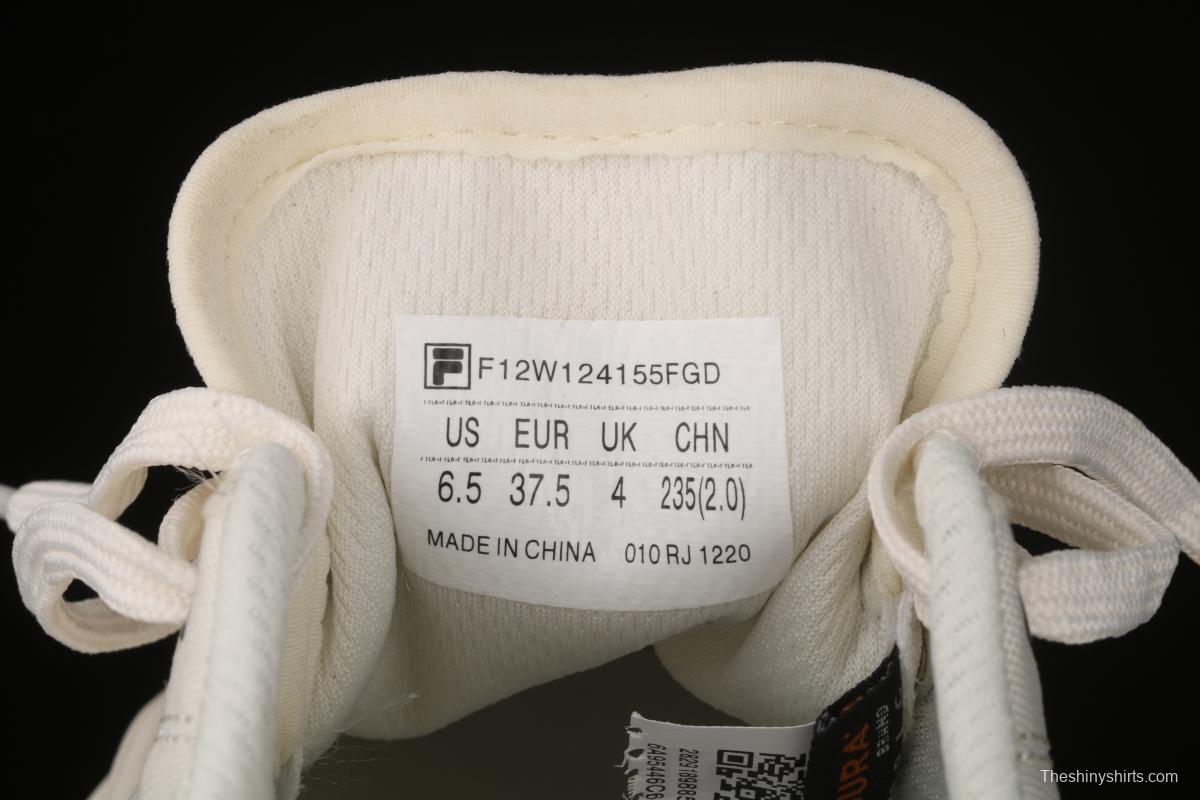 F12W124155FGD
US EUR UK CHN
6.5 37.5 4 235(2.0)
MADE IN CHINA 010 RJ 1220
Theshinyshirts.com